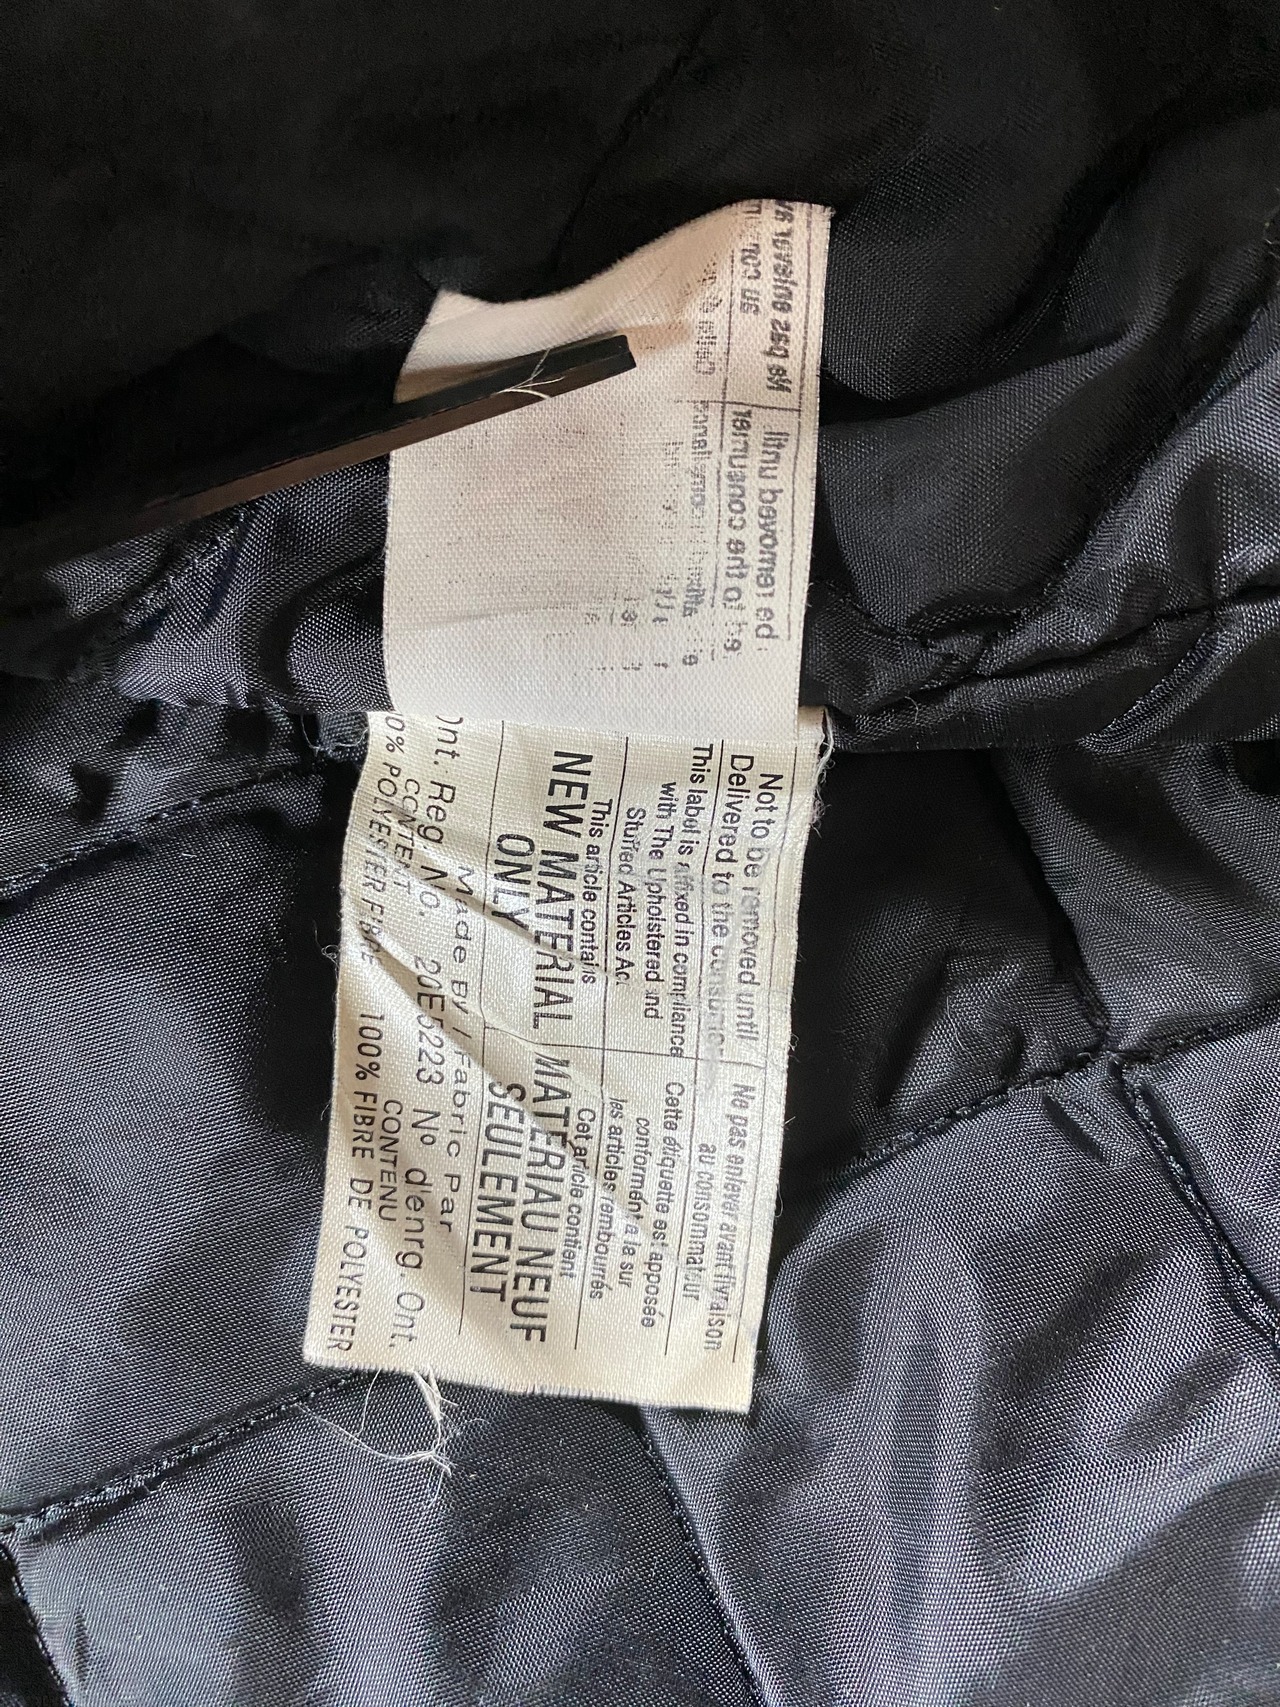 Not to be removed until
Delivered to the consumer
Ne pas enlever avant livraison
au consommateur
This label is affixed in compliance
with The Upholstered and
Stuffed Articles Act
Cette étiquette est apposée
conformént a la sur
les articles rembourrés
This article contains
NEW MATERIAL
ONLY
Cet article contient
MATERIAU NEUF
SEULEMENT
Made By / Fabric Par
Ont. Reg. No. 20E5223 Nº d'enrg. Ont.
CONTENT CONTENU
POLYESTER FIBRE 100% FIBRE DE POLYESTER